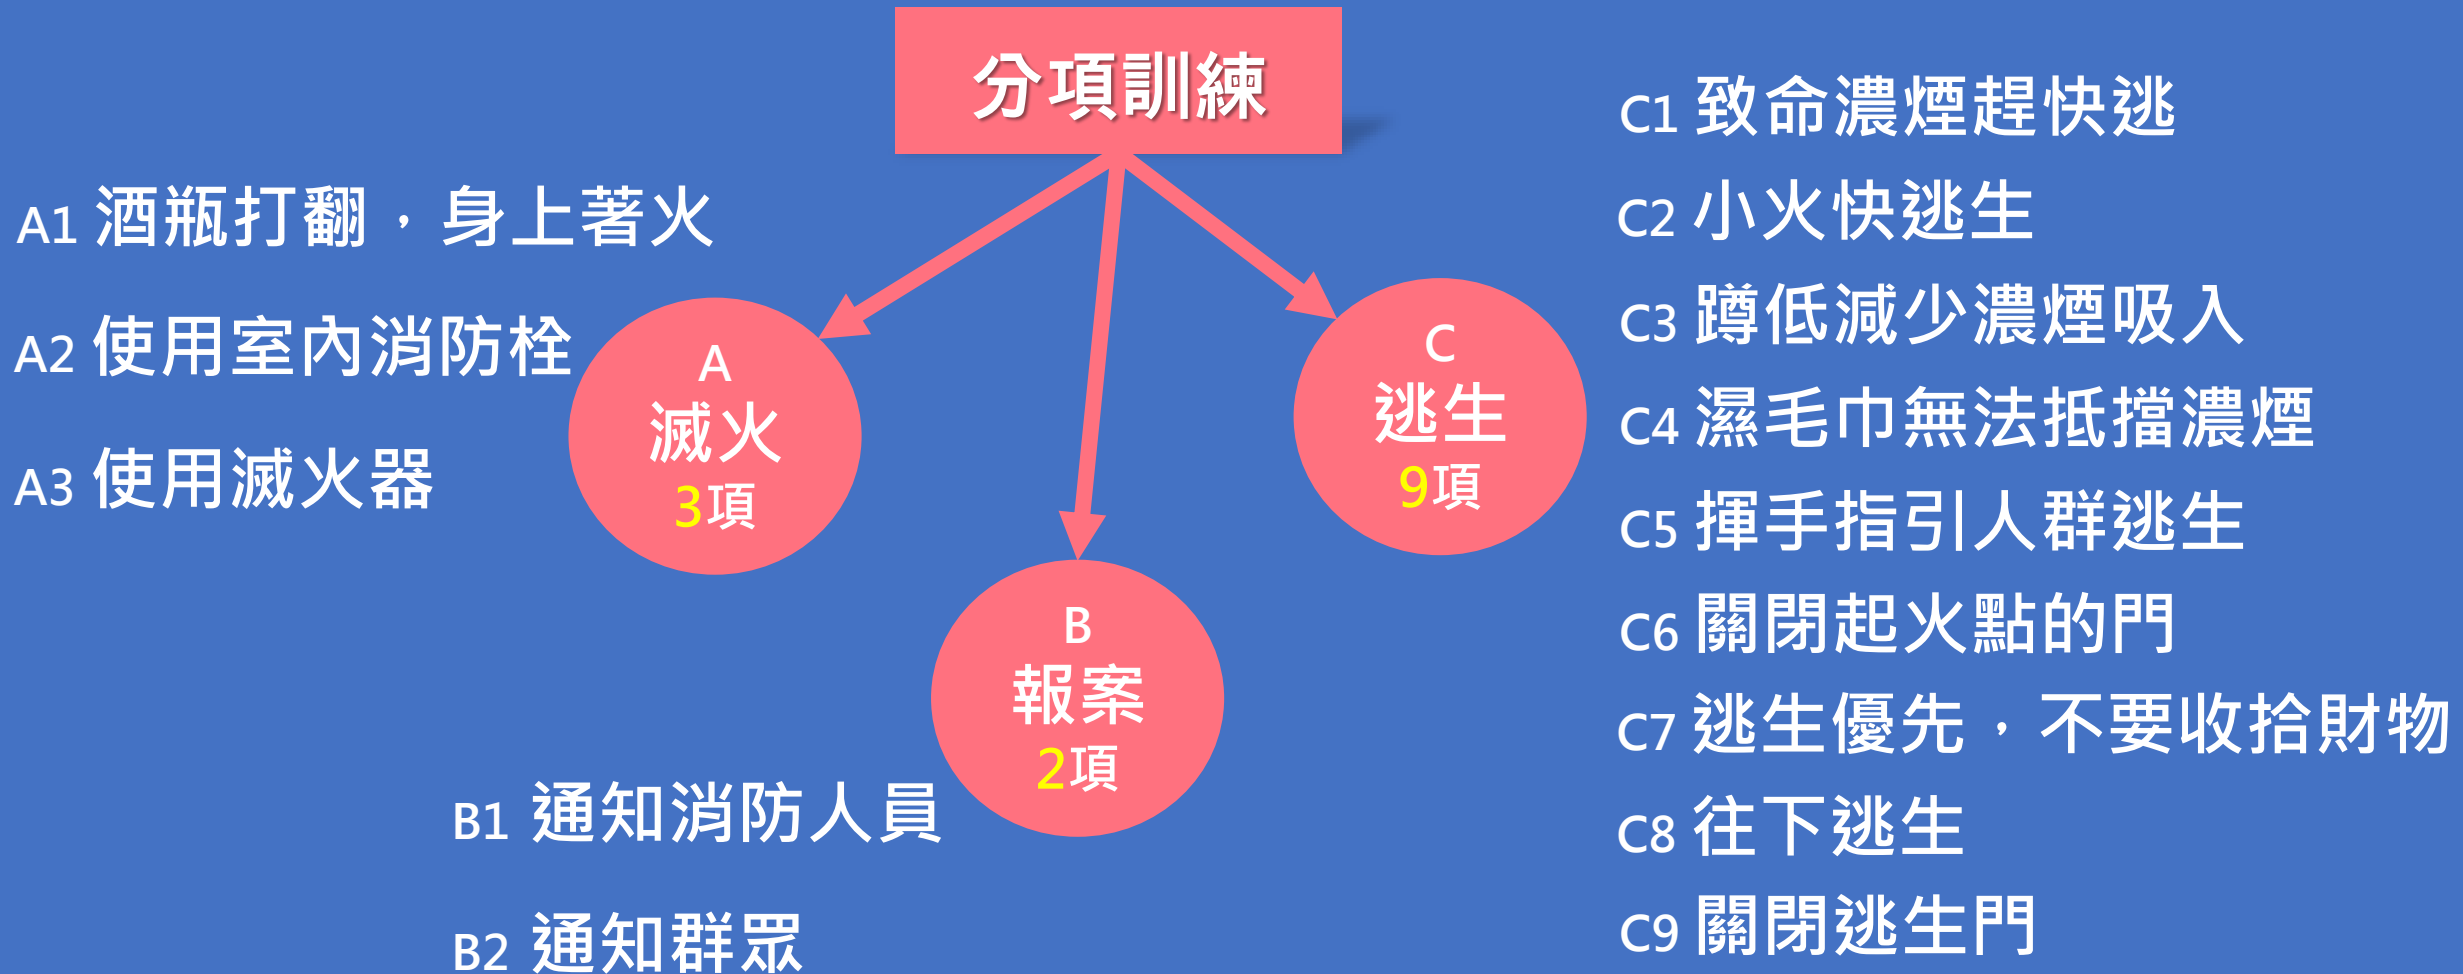 分項訓練
A1 酒瓶打翻，身上著火
A2 使用室內消防栓
A3 使用滅火器
A
滅火
3項
B
報案
2項
B1 通知消防人員
B2 通知群眾
C
逃生
9項
C1 致命濃煙趕快逃
C2 小火快逃生
C3 蹲低減少濃煙吸入
C4 濕毛巾無法抵擋濃煙
C5 揮手指引人群逃生
C6 關閉起火點的門
C7 逃生優先，不要收拾財物
C8 往下逃生
C9 關閉逃生門